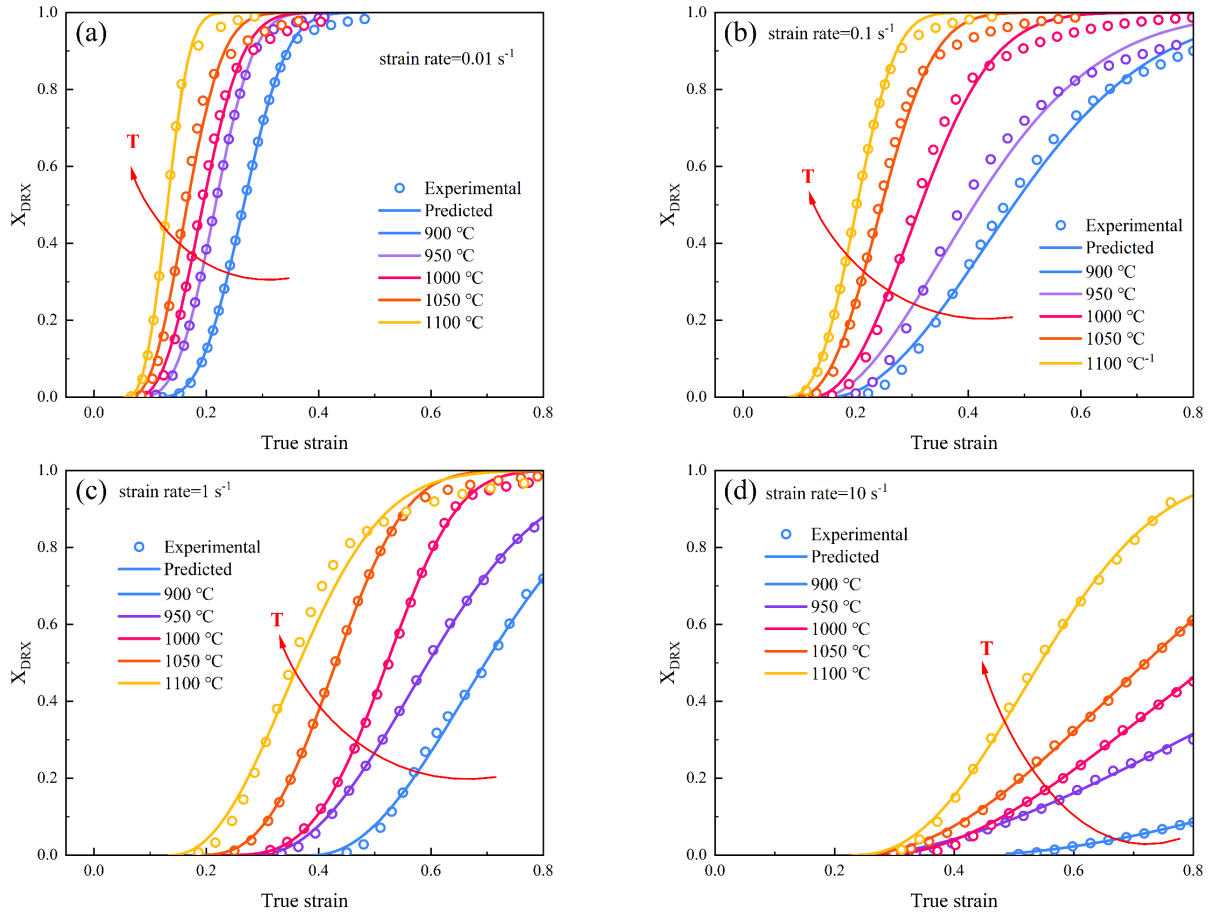 (a)
strain rate=0.01 s⁻¹
T
Experimental
Predicted
900 ℃
950 ℃
1000 ℃
1050 ℃
1100 ℃
X_DRX
1.0
0.8
0.6
0.4
0.2
0.0
0.0 0.2 0.4 0.6 0.8
True strain
(b)
strain rate=0.1 s⁻¹
T
Experimental
Predicted
900 ℃
950 ℃
1000 ℃
1050 ℃
1100 ℃⁻¹
X_DRX
1.0
0.8
0.6
0.4
0.2
0.0
0.0 0.2 0.4 0.6 0.8
True strain
(c)
strain rate=1 s⁻¹
Experimental
Predicted
900 ℃
950 ℃
1000 ℃
1050 ℃
1100 ℃
T
X_DRX
1.0
0.8
0.6
0.4
0.2
0.0
0.0 0.2 0.4 0.6 0.8
True strain
(d)
strain rate=10 s⁻¹
Experimental
Predicted
900 ℃
950 ℃
1000 ℃
1050 ℃
1100 ℃
T
X_DRX
1.0
0.8
0.6
0.4
0.2
0.0
0.0 0.2 0.4 0.6 0.8
True strain